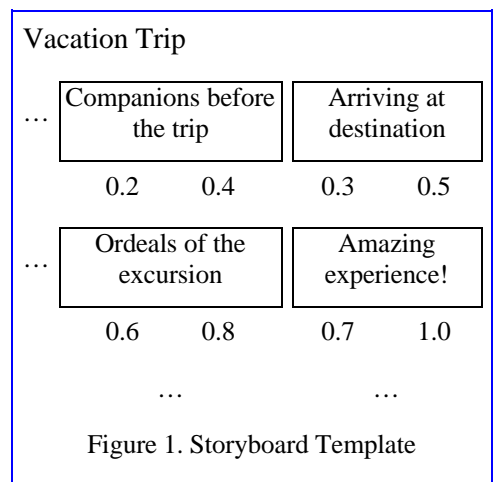 Vacation Trip
… Companions before the trip
Arriving at destination
0.2 0.4 0.3 0.5
… Ordeals of the excursion
Amazing experience!
0.6 0.8 0.7 1.0
… …
Figure 1. Storyboard Template